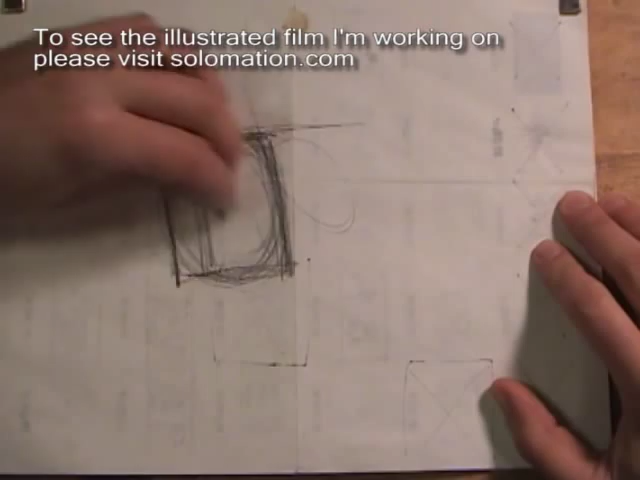 To see the illustrated film I'm working on
please visit solomation.com